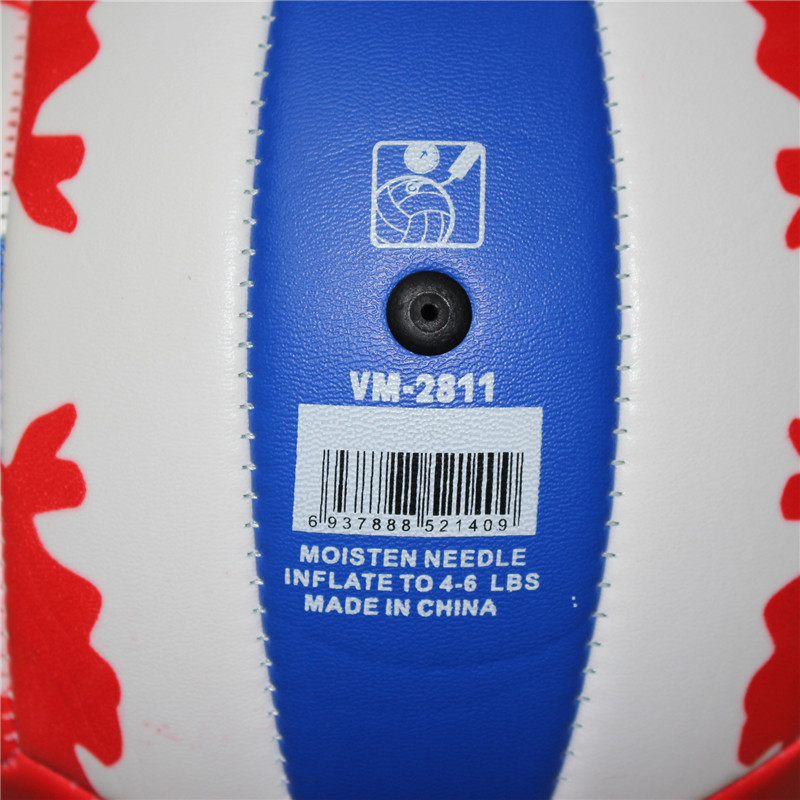 VM-2811
6 937888 521409
MOISTEN NEEDLE
INFLATE TO 4-6 LBS
MADE IN CHINA